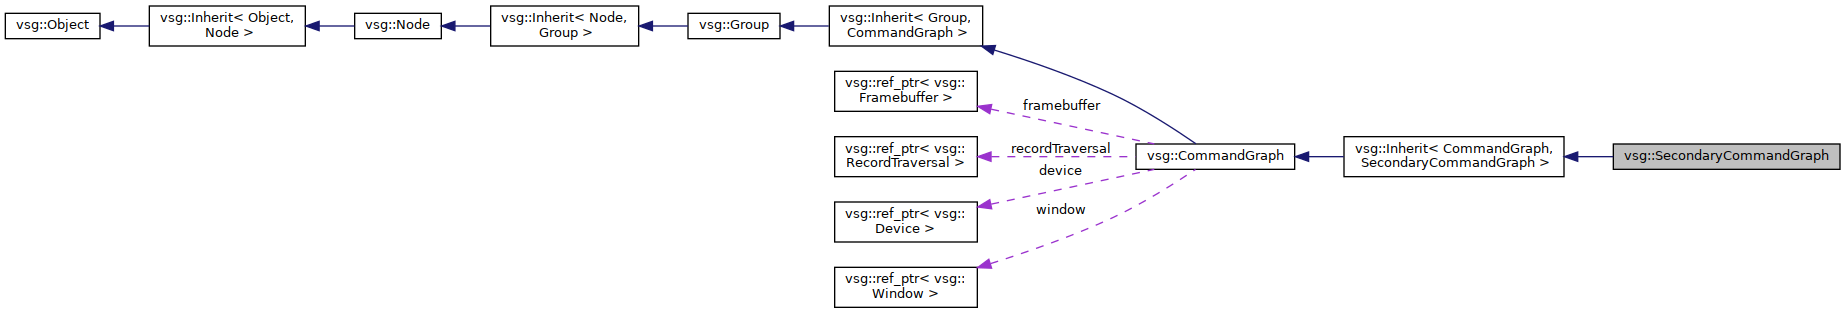 vsg::Object
vsg::Inherit< Object,
Node >
vsg::Node
vsg::Inherit< Node,
Group >
vsg::Group
vsg::Inherit< Group,
CommandGraph >
vsg::ref_ptr< vsg::
Framebuffer >
framebuffer
vsg::ref_ptr< vsg::
RecordTraversal >
recordTraversal
device
vsg::ref_ptr< vsg::
Device >
window
vsg::ref_ptr< vsg::
Window >
vsg::CommandGraph
vsg::Inherit< CommandGraph,
SecondaryCommandGraph >
vsg::SecondaryCommandGraph